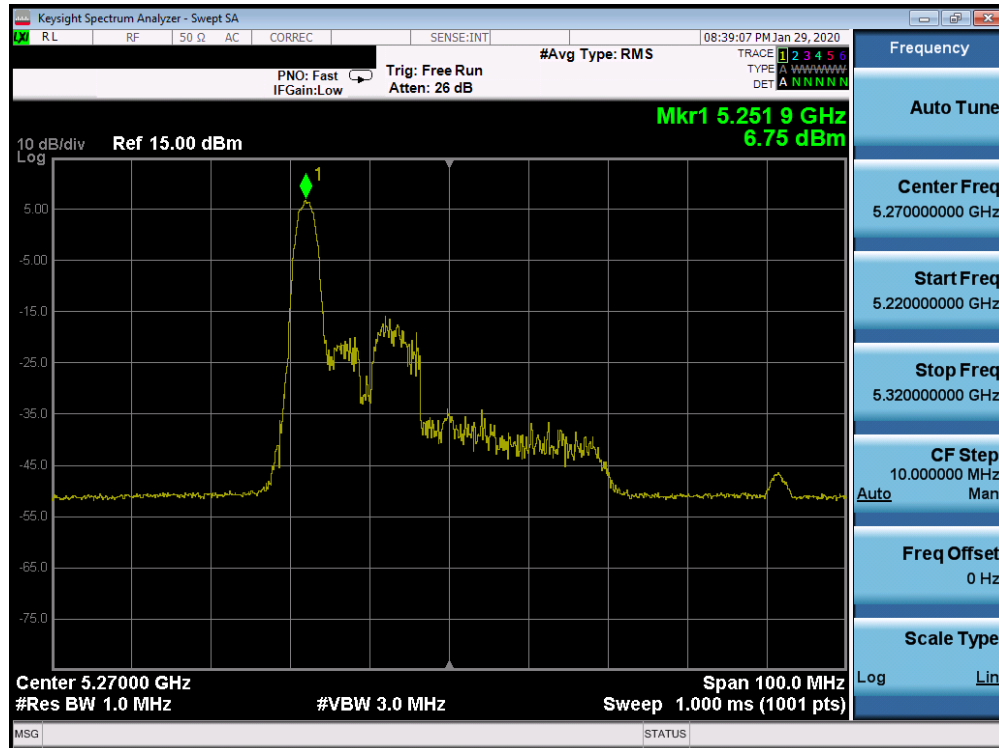 Keysight Spectrum Analyzer - Swept SA
LXI RL RF 50 Ω AC CORREC SENSE:INT 08:39:07 PM Jan 29, 2020
#Avg Type: RMS TRACE 1 2 3 4 5 6
PNO: Fast Trig: Free Run TYPE A WWWWW
IFGain:Low Atten: 26 dB DET A N N N N N
Mkr1 5.251 9 GHz
6.75 dBm
10 dB/div Ref 15.00 dBm
Log
1
5.00
-5.00
-15.0
-25.0
-35.0
-45.0
-55.0
-65.0
-75.0
Center 5.27000 GHz Span 100.0 MHz
#Res BW 1.0 MHz #VBW 3.0 MHz Sweep 1.000 ms (1001 pts)
MSG STATUS
Frequency
Auto Tune
Center Freq
5.270000000 GHz
Start Freq
5.220000000 GHz
Stop Freq
5.320000000 GHz
CF Step
10.000000 MHz
Auto Man
Freq Offset
0 Hz
Scale Type
Log Lin